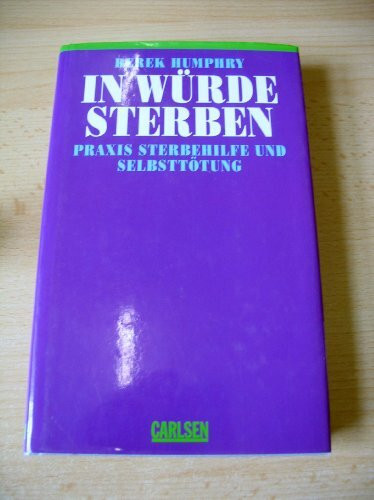 DEREK HUMPHRY
IN WÜRDE
STERBEN
PRAXIS STERBEHILFE UND
SELBSTTÖTUNG
CARLSEN